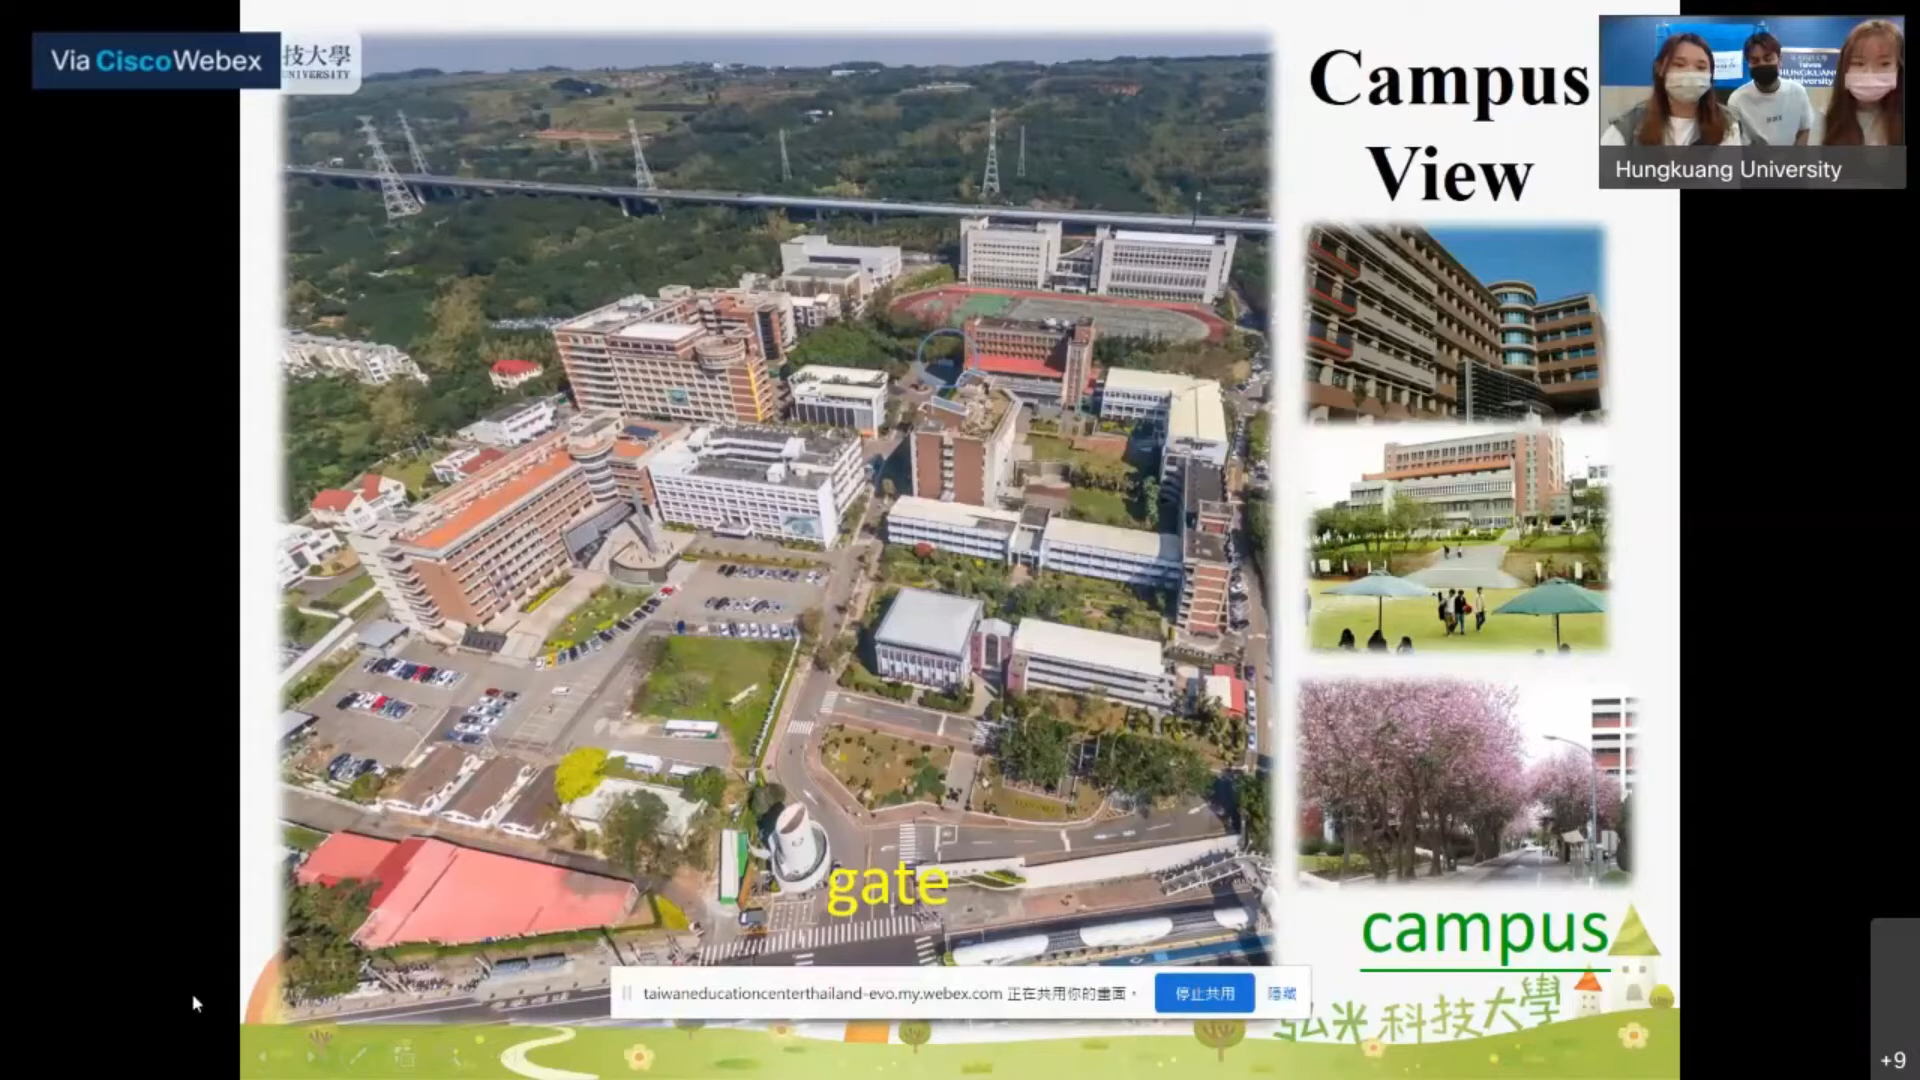 Via CiscoWebex
技大學
UNIVERSITY
Campus
View
HUNGKUANG
University
Hungkuang University
gate
campus
taiwaneducationcenterthailand-evo.my.webex.com 正在共用你的畫面。
停止共用
隱藏
弘光科技大學
+9